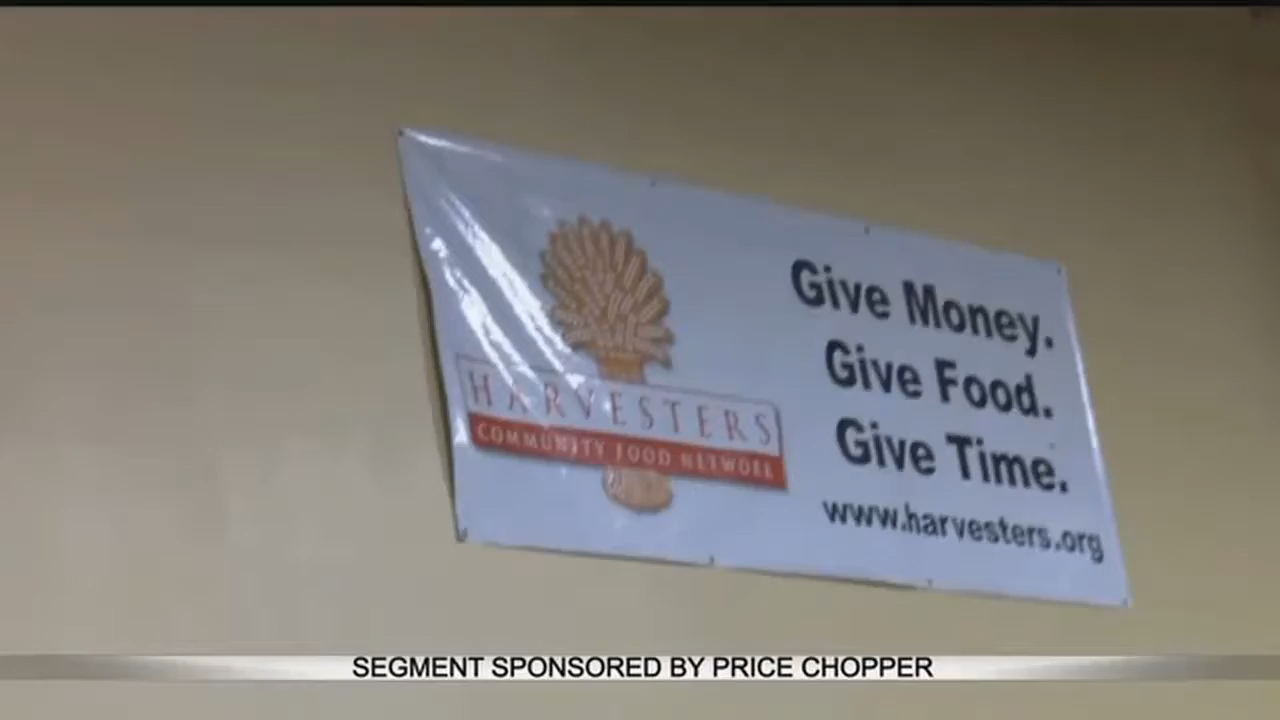 HARVESTERS
COMMUNITY FOOD NETWORK
Give Money.
Give Food.
Give Time.
www.harvesters.org
SEGMENT SPONSORED BY PRICE CHOPPER